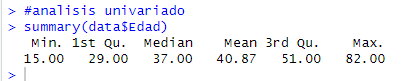 > #analisis univariado
> summary(data$Edad)
Min. 1st Qu. Median Mean 3rd Qu. Max.
15.00 29.00 37.00 40.87 51.00 82.00
>